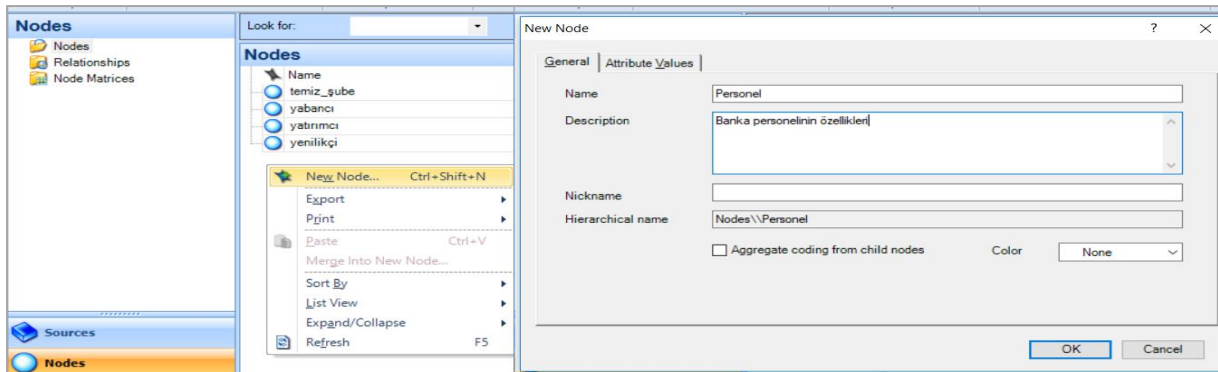 Nodes
Nodes
Relationships
Node Matrices
Sources
Nodes
Look for:
Nodes
Name
temiz_şube
yabancı
yatırımcı
yenilikçi
New Node... Ctrl+Shift+N
Export
Print
Paste Ctrl+V
Merge Into New Node...
Sort By
List View
Expand/Collapse
Refresh F5
New Node
General Attribute Values
Name Personel
Description Banka personelinin özellikleri
Nickname
Hierarchical name Nodes\\Personel
Aggregate coding from child nodes Color None
OK Cancel